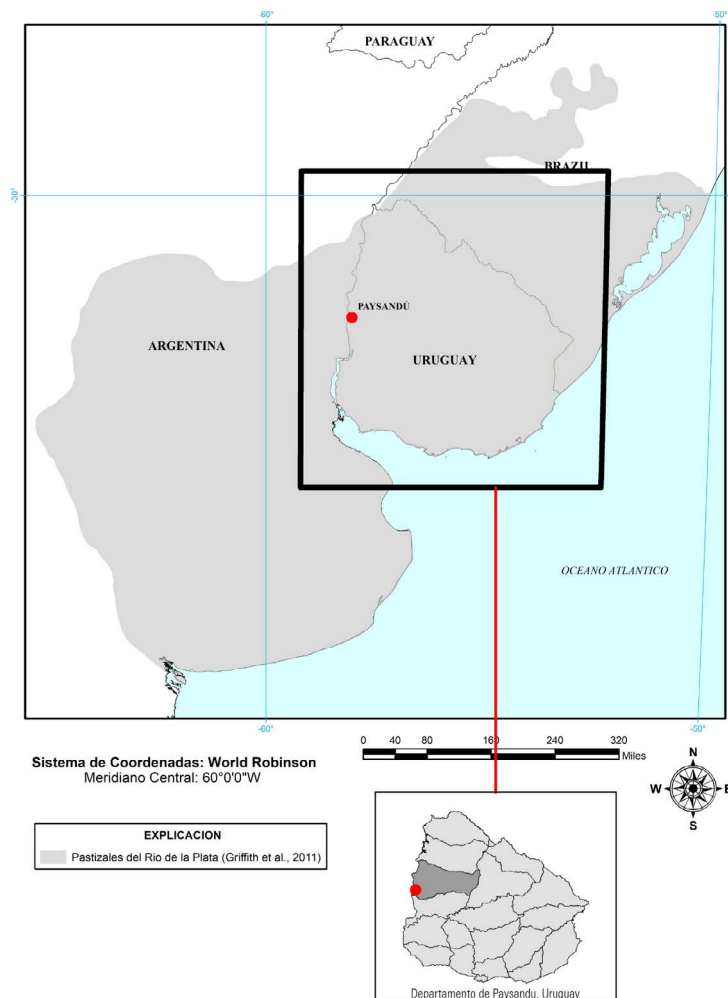 -60°
-50°
PARAGUAY
BRAZIL
-30°
PAYSANDÚ
ARGENTINA
URUGUAY
OCEANO ATLANTICO
-60°
-50°
Sistema de Coordenadas: World Robinson
Meridiano Central: 60°0'0"W
0 40 80 160 240 320
Miles
N
W E
S
EXPLICACION
Pastizales del Rio de la Plata (Griffith et al., 2011)
Departamento de Paysandu, Uruguay